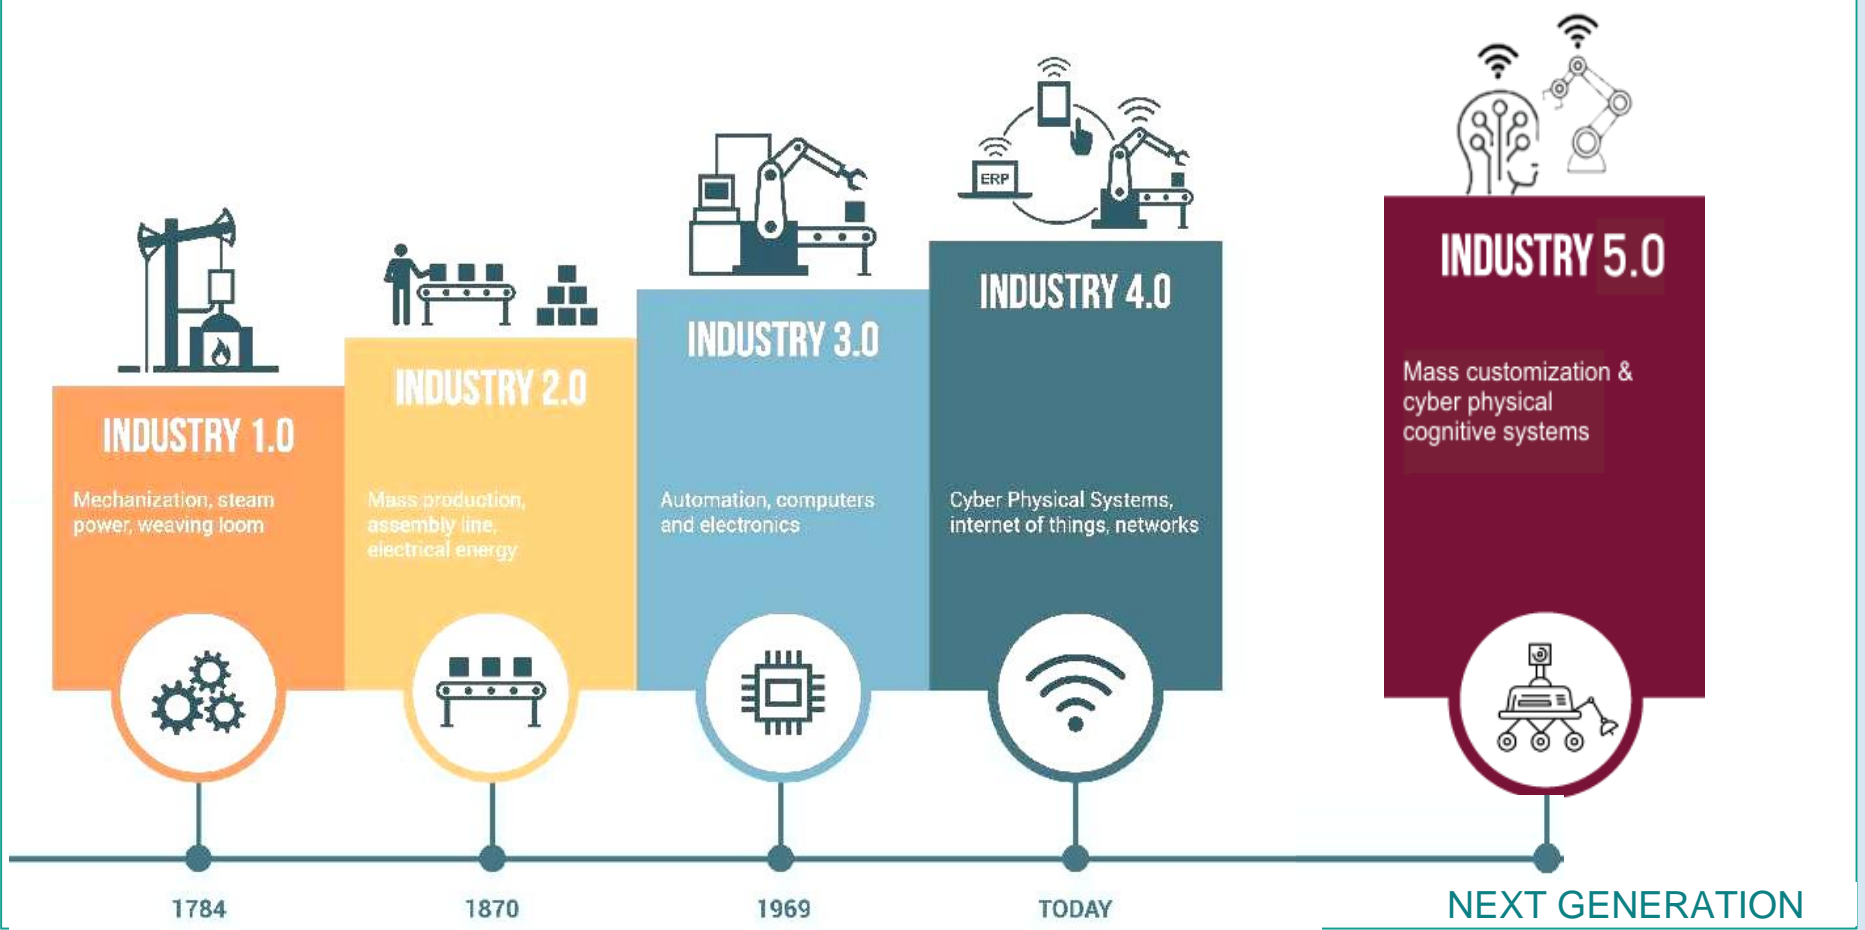 ERP
INDUSTRY 1.0
Mechanization, steam
power, weaving loom
INDUSTRY 2.0
Mass production,
assembly line,
electrical energy
INDUSTRY 3.0
Automation, computers
and electronics
INDUSTRY 4.0
Cyber Physical Systems,
internet of things, networks
INDUSTRY 5.0
Mass customization &
cyber physical
cognitive systems
1784
1870
1969
TODAY
NEXT GENERATION